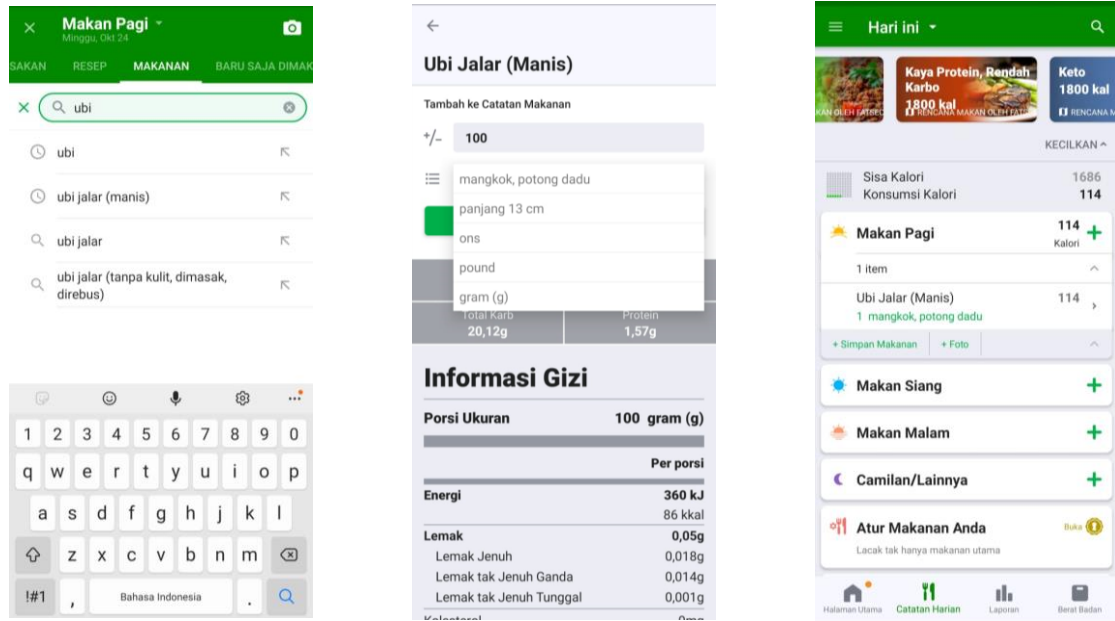 Makan Pagi
Minggu, Okt 24
SAKAN RESEP MAKANAN BARU SAJA DIMAK
ubi
ubi
ubi jalar (manis)
ubi jalar
ubi jalar (tanpa kulit, dimasak,
direbus)
1 2 3 4 5 6 7 8 9 0
q w e r t y u i o p
a s d f g h j k l
z x c v b n m
!#1 , Bahasa Indonesia .
Ubi Jalar (Manis)
Tambah ke Catatan Makanan
+/- 100
mangkok, potong dadu
panjang 13 cm
ons
pound
gram (g)
Total Karb Protein
20,12g 1,57g
Informasi Gizi
Porsi Ukuran 100 gram (g)
Per porsi
Energi 360 kJ
86 kkal
Lemak 0,05g
Lemak Jenuh 0,018g
Lemak tak Jenuh Ganda 0,014g
Lemak tak Jenuh Tunggal 0,001g
Kolesterol 0mg
Hari ini
Kaya Protein, Rendah
Karbo
1800 kal
RENCANA MAKAN OLEH FATS
Keto
1800 kal
RENCANA M
KECILKAN
Sisa Kalori 1686
Konsumsi Kalori 114
Makan Pagi 114
Kalori
1 item
Ubi Jalar (Manis) 114
1 mangkok, potong dadu
+ Simpan Makanan + Foto
Makan Siang
Makan Malam
Camilan/Lainnya
Atur Makanan Anda Buka
Lacak tak hanya makanan utama
Halaman Utama Catatan Harian Laporan Berat Badan